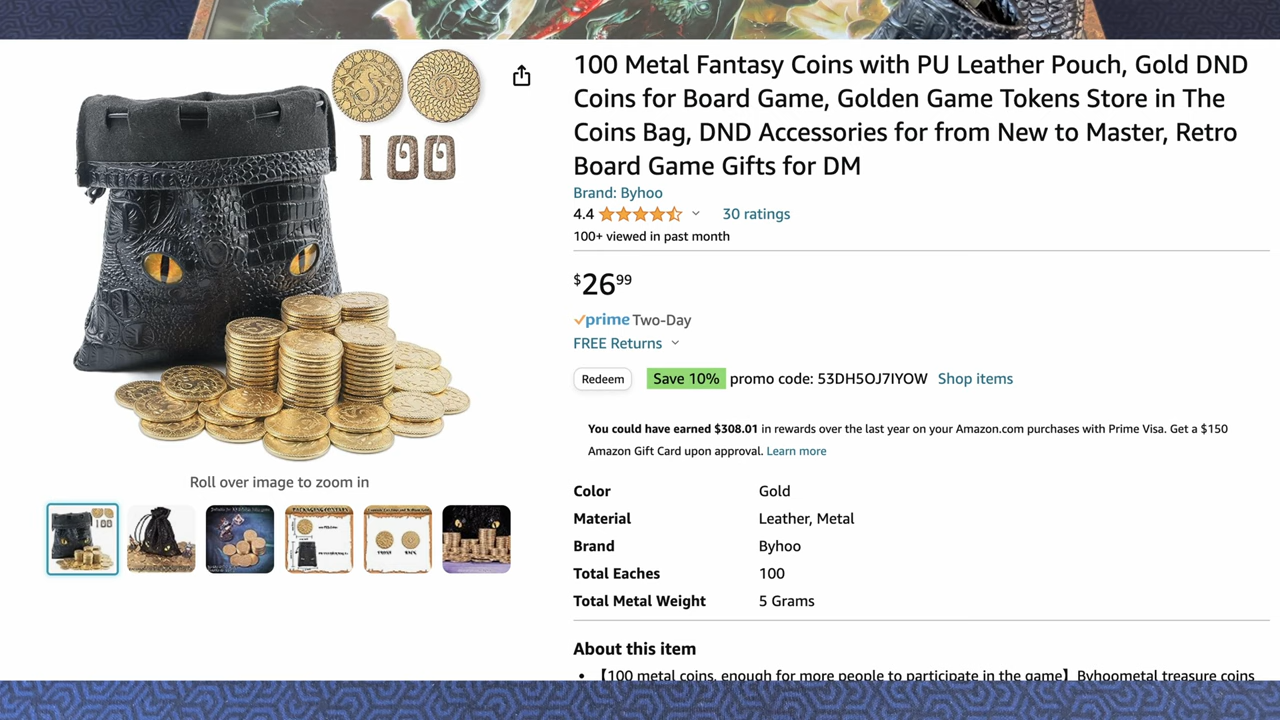 100 Metal Fantasy Coins with PU Leather Pouch, Gold DND
Coins for Board Game, Golden Game Tokens Store in The
Coins Bag, DND Accessories for from New to Master, Retro
Board Game Gifts for DM
Brand: Byhoo
4.4
30 ratings
100+ viewed in past month
$26.99
prime Two-Day
FREE Returns
Redeem Save 10% promo code: 53DH5OJ7IYOW Shop items
You could have earned $308.01 in rewards over the last year on your Amazon.com purchases with Prime Visa. Get a $150
Amazon Gift Card upon approval. Learn more
Color Gold
Material Leather, Metal
Brand Byhoo
Total Eaches 100
Total Metal Weight 5 Grams
About this item
• 【100 metal coins, enough for more people to participate in the game】Byhoometal treasure coins
100
Roll over image to zoom in
100
PACKAGING CONTENT
FRONT BACK